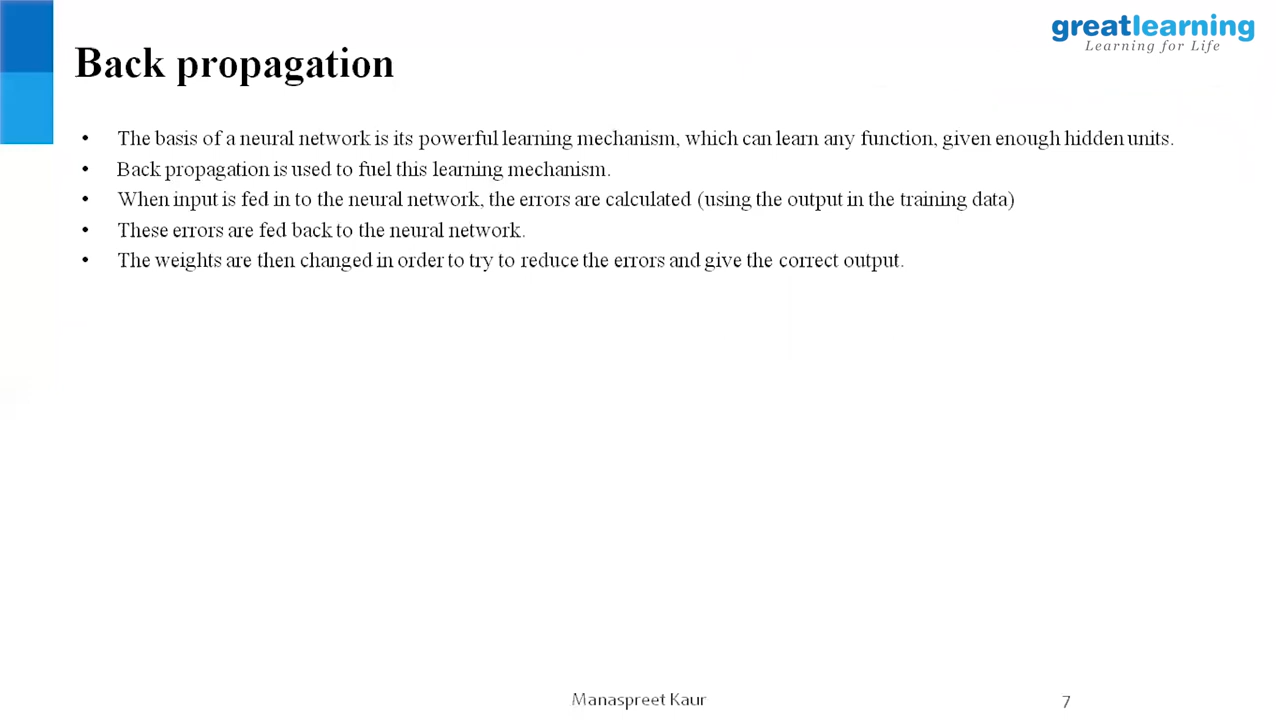 greatlearning
Learning for Life
Back propagation
• The basis of a neural network is its powerful learning mechanism, which can learn any function, given enough hidden units.
• Back propagation is used to fuel this learning mechanism.
• When input is fed in to the neural network, the errors are calculated (using the output in the training data)
• These errors are fed back to the neural network.
• The weights are then changed in order to try to reduce the errors and give the correct output.
Manaspreet Kaur
7